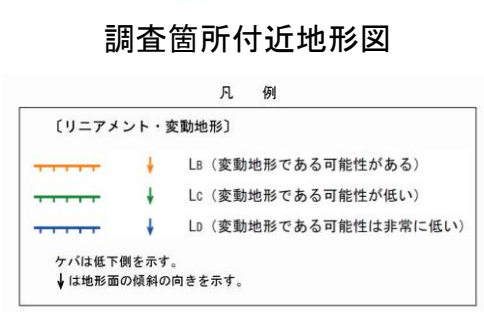 調査箇所付近地形図
凡 例
〔リニアメント・変動地形〕
LB（変動地形である可能性がある）
LC（変動地形である可能性が低い）
LD（変動地形である可能性は非常に低い）
ケバは低下側を示す。
↓は地形面の傾斜の向きを示す。